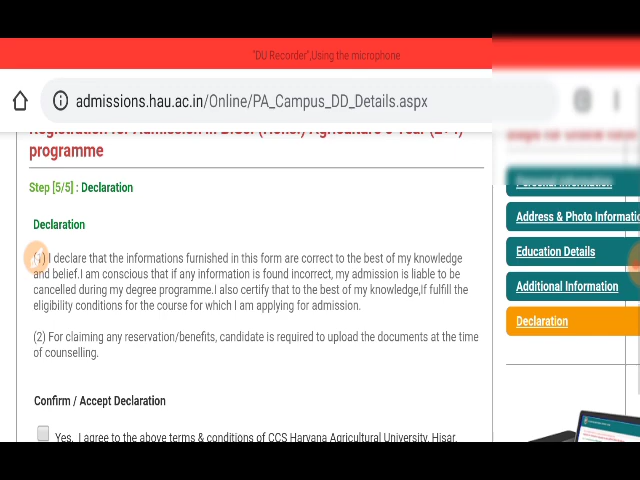 "DU Recorder",Using the microphone
admissions.hau.ac.in/Online/PA_Campus_DD_Details.aspx
programme
Step [5/5] : Declaration
Declaration
(1) I declare that the informations furnished in this form are correct to the best of my knowledge
and belief.I am conscious that if any information is found incorrect, my admission is liable to be
cancelled during my degree programme.I also certify that to the best of my knowledge,If fulfill the
eligibility conditions for the course for which I am applying for admission.
(2) For claiming any reservation/benefits, candidate is required to upload the documents at the time
of counselling.
Confirm / Accept Declaration
Yes, I agree to the above terms & conditions of CCS Haryana Agricultural University, Hisar.
Personal Information
Address & Photo Informatio
Education Details
Additional Information
Declaration